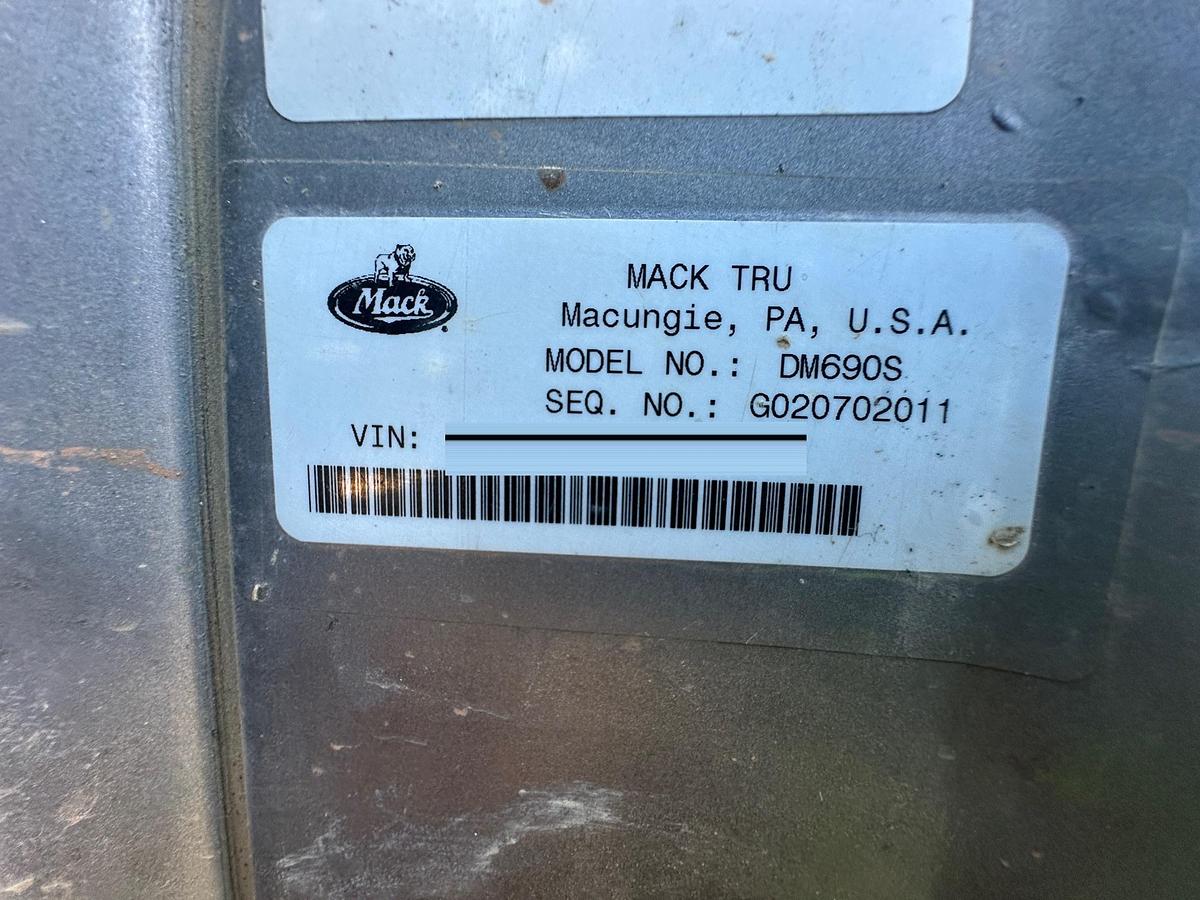 Mack
MACK TRU
Macungie, PA, U.S.A.
MODEL NO.: DM690S
SEQ. NO.: G020702011
VIN: